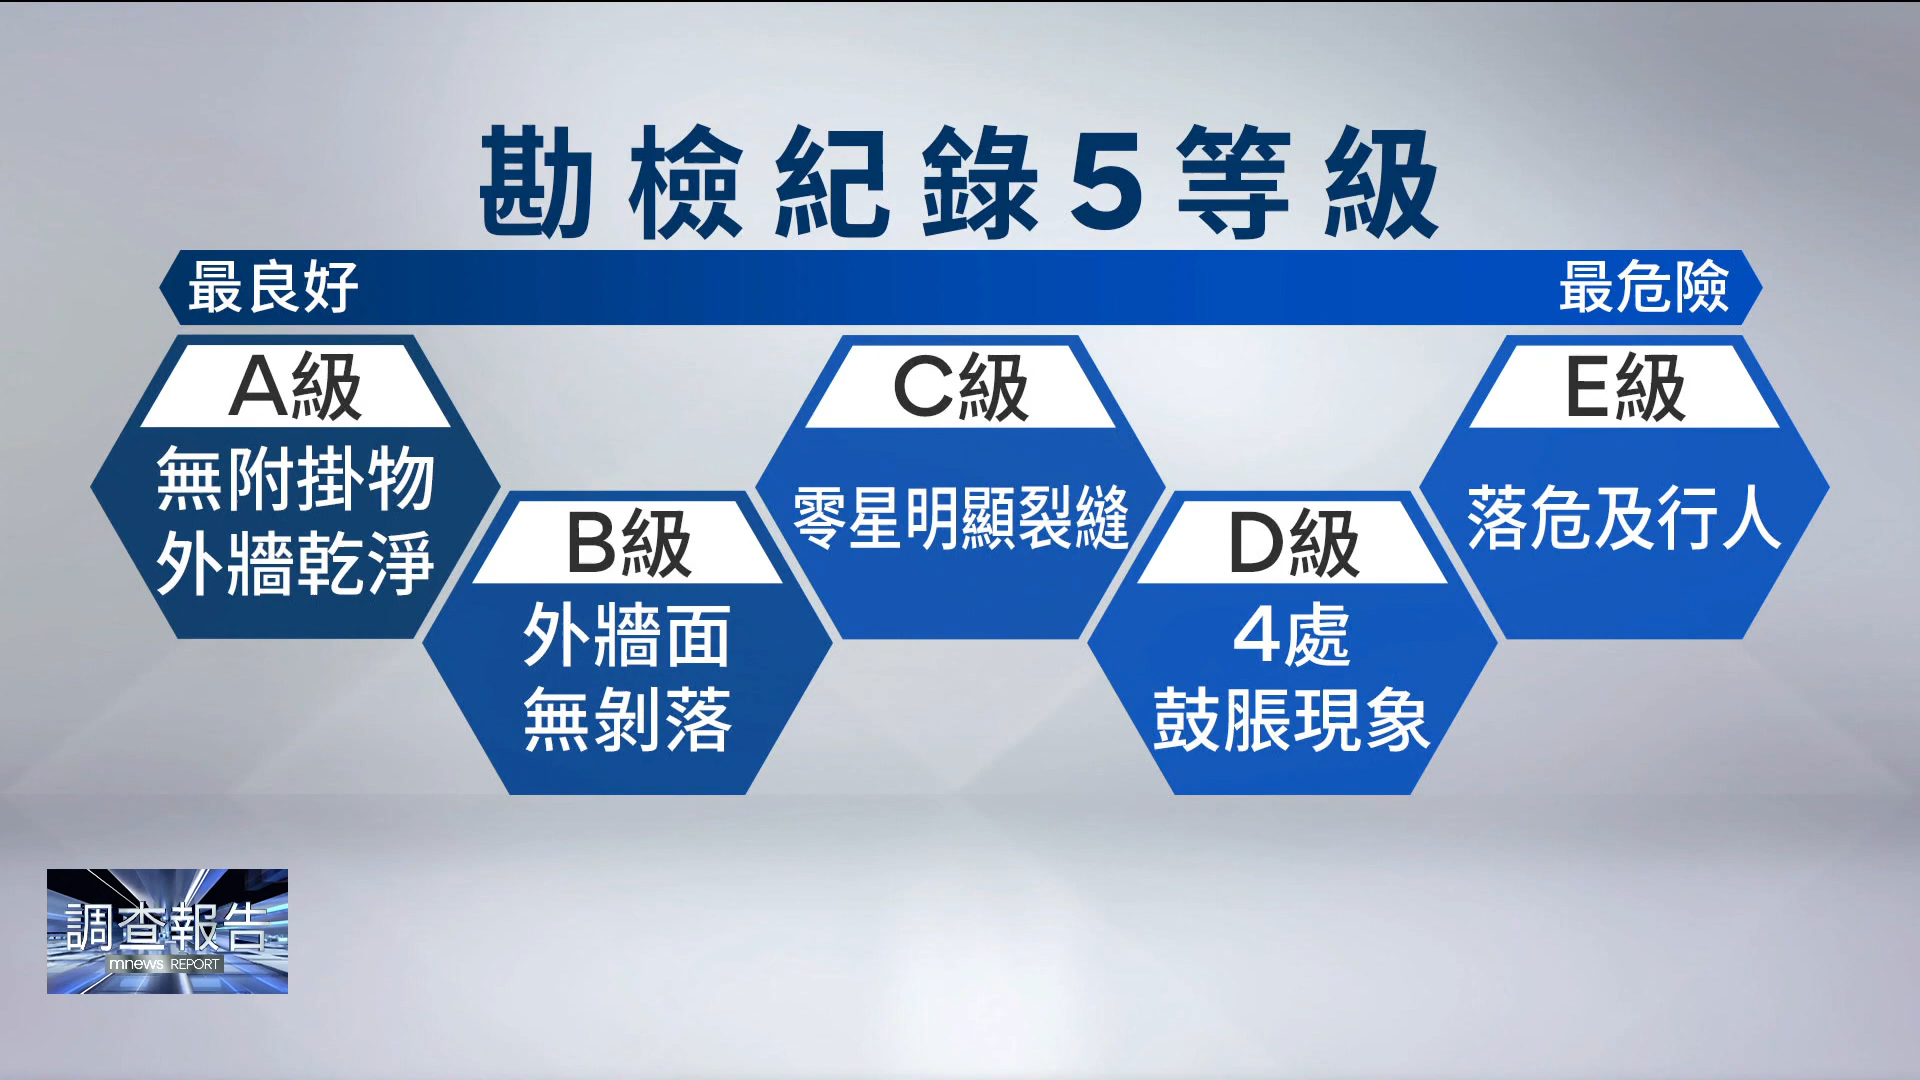 勘檢紀錄5等級
最良好
最危險
A級
無附掛物
外牆乾淨
B級
外牆面
無剝落
C級
零星明顯裂縫
D級
4處
鼓脹現象
E級
落危及行人
調查報告
mnews REPORT